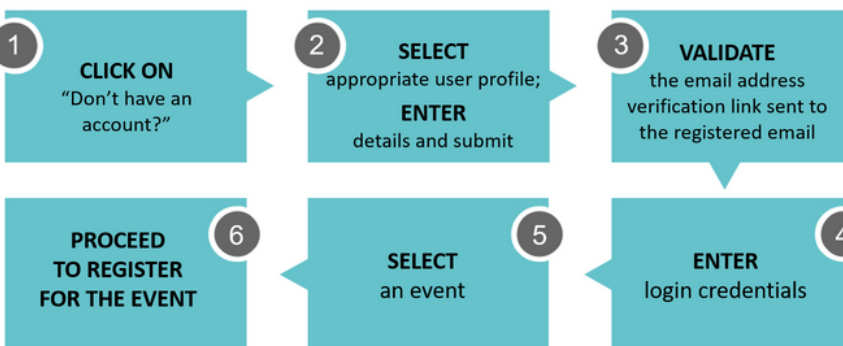 1
CLICK ON
“Don’t have an
account?”
2
SELECT
appropriate user profile;
ENTER
details and submit
3
VALIDATE
the email address
verification link sent to
the registered email
4
ENTER
login credentials
5
SELECT
an event
6
PROCEED
TO REGISTER
FOR THE EVENT